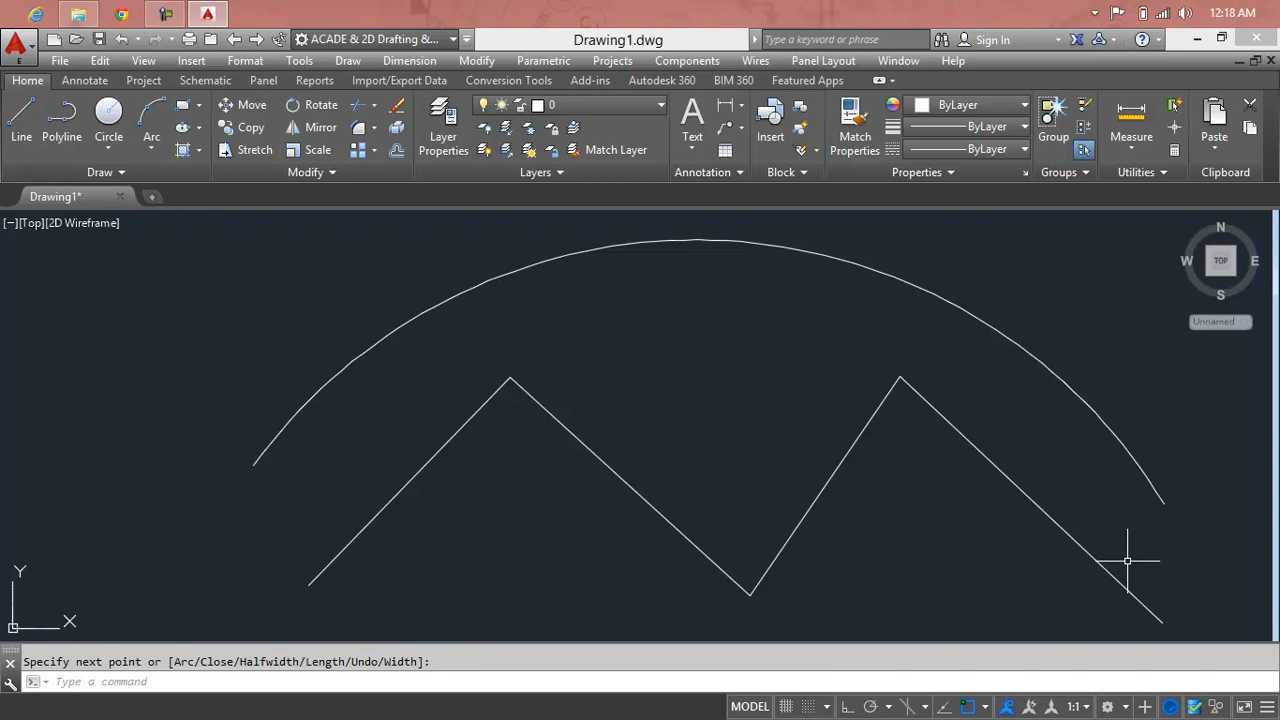 12:18 AM
ACADE & 2D Drafting &...
Drawing1.dwg
Type a keyword or phrase
Sign In
E
File Edit View Insert Format Tools Draw Dimension Modify Parametric Projects Components Wires Panel Layout Window Help
Home Annotate Project Schematic Panel Reports Import/Export Data Conversion Tools Add-ins Autodesk 360 BIM 360 Featured Apps
Line
Polyline
Circle
Arc
Move
Copy
Stretch
Rotate
Mirror
Scale
Layer
Properties
0
Match Layer
Text
Insert
Match
Properties
ByLayer
ByLayer
ByLayer
Group
Measure
Paste
Draw Modify Layers Annotation Block Properties Groups Utilities Clipboard
Drawing1*
[−][Top][2D Wireframe]
N
W TOP E
S
Unnamed
Y
X
Specify next point or [Arc/Close/Halfwidth/Length/Undo/Width]:
Type a command
MODEL 1:1